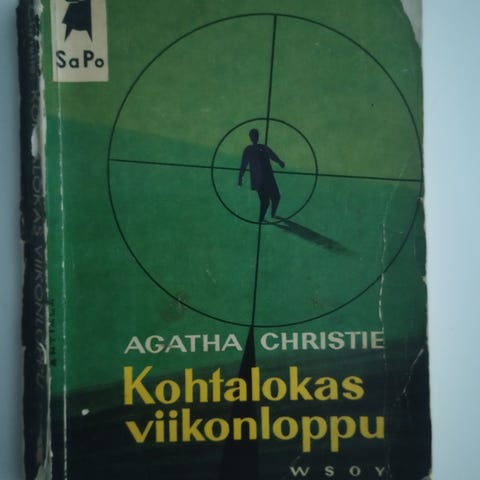 SaPo
AGATHA CHRISTIE
Kohtalokas
viikonloppu
WSOY